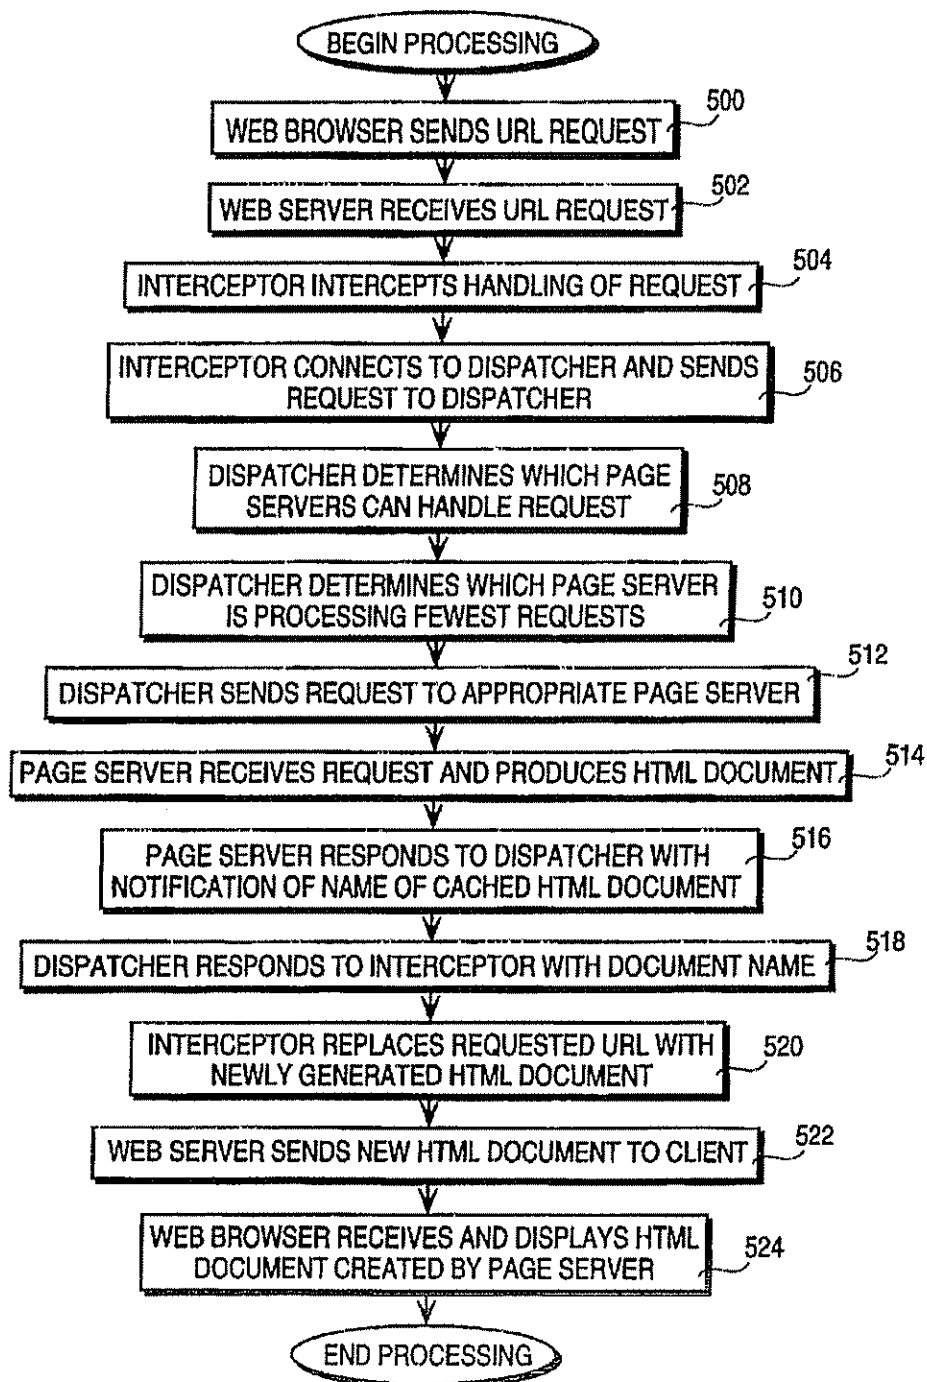 BEGIN PROCESSING
500
WEB BROWSER SENDS URL REQUEST
502
WEB SERVER RECEIVES URL REQUEST
504
INTERCEPTOR INTERCEPTS HANDLING OF REQUEST
INTERCEPTOR CONNECTS TO DISPATCHER AND SENDS
REQUEST TO DISPATCHER
506
DISPATCHER DETERMINES WHICH PAGE
SERVERS CAN HANDLE REQUEST
508
DISPATCHER DETERMINES WHICH PAGE SERVER
IS PROCESSING FEWEST REQUESTS
510
512
DISPATCHER SENDS REQUEST TO APPROPRIATE PAGE SERVER
PAGE SERVER RECEIVES REQUEST AND PRODUCES HTML DOCUMENT
514
PAGE SERVER RESPONDS TO DISPATCHER WITH
NOTIFICATION OF NAME OF CACHED HTML DOCUMENT
516
518
DISPATCHER RESPONDS TO INTERCEPTOR WITH DOCUMENT NAME
INTERCEPTOR REPLACES REQUESTED URL WITH
NEWLY GENERATED HTML DOCUMENT
520
WEB SERVER SENDS NEW HTML DOCUMENT TO CLIENT
522
WEB BROWSER RECEIVES AND DISPLAYS HTML
DOCUMENT CREATED BY PAGE SERVER
524
END PROCESSING